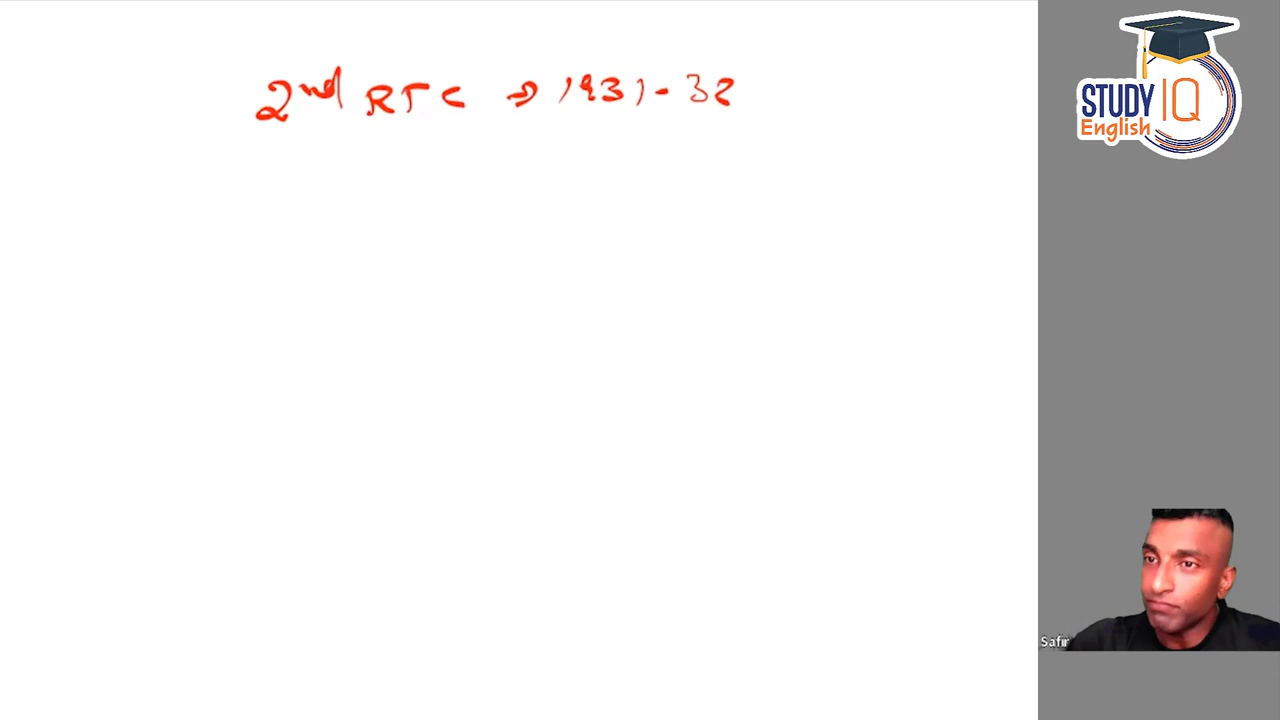 2nd RTC ⇒ 1931-32
STUDY IQ
English
Safir